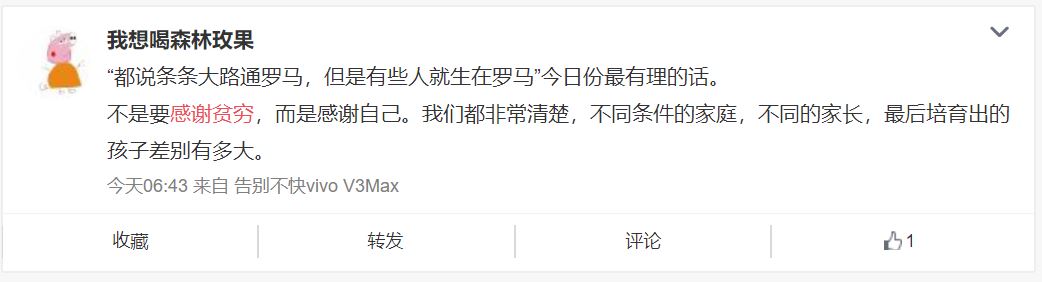 我想喝森林玫果
“都说条条大路通罗马，但是有些人就生在罗马”今日份最有理的话。
不是要感谢贫穷，而是感谢自己。我们都非常清楚，不同条件的家庭，不同的家长，最后培育出的
孩子差别有多大。
今天06:43 来自 告别不快vivo V3Max
收藏 转发 评论 1